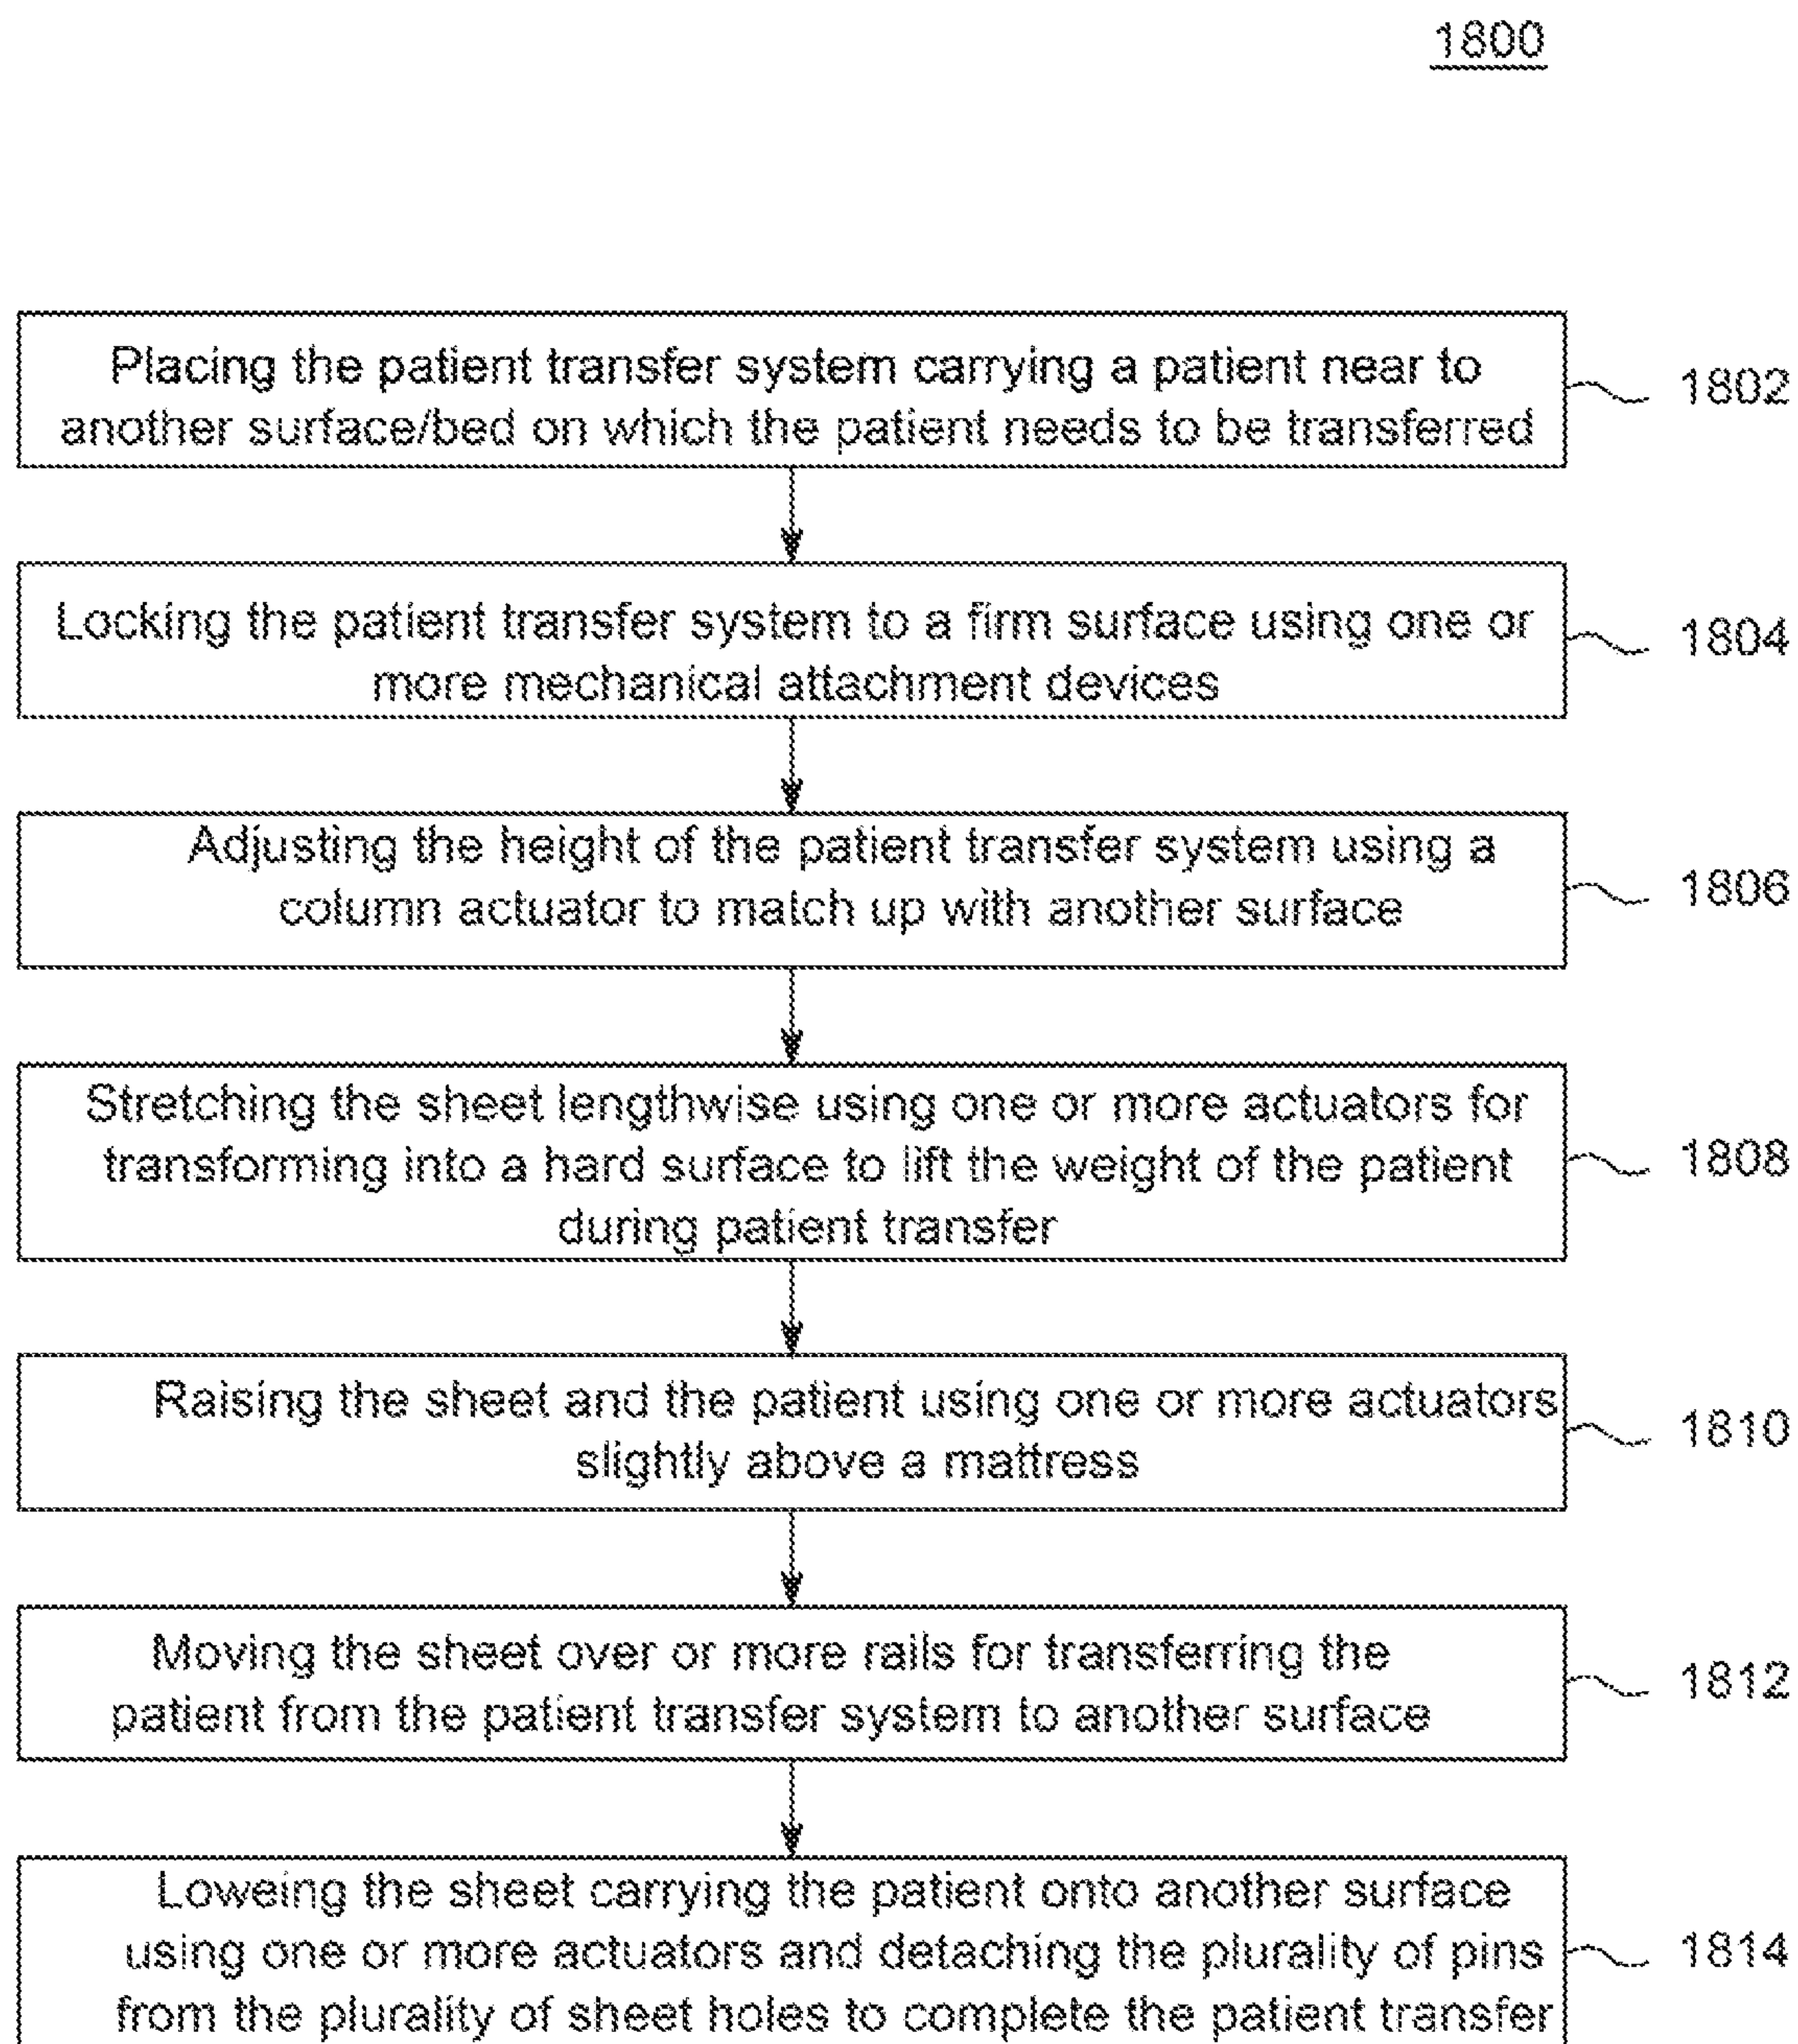 1800
Placing the patient transfer system carrying a patient near to
another surface/bed on which the patient needs to be transferred
1802
Locking the patient transfer system to a firm surface using one or
more mechanical attachment devices
1804
Adjusting the height of the patient transfer system using a
column actuator to match up with another surface
1806
Stretching the sheet lengthwise using one or more actuators for
transforming into a hard surface to lift the weight of the patient
during patient transfer
1808
Raising the sheet and the patient using one or more actuators
slightly above a mattress
1810
Moving the sheet over or more rails for transferring the
patient from the patient transfer system to another surface
1812
Loweing the sheet carrying the patient onto another surface
using one or more actuators and detaching the plurality of pins
from the plurality of sheet holes to complete the patient transfer
1814